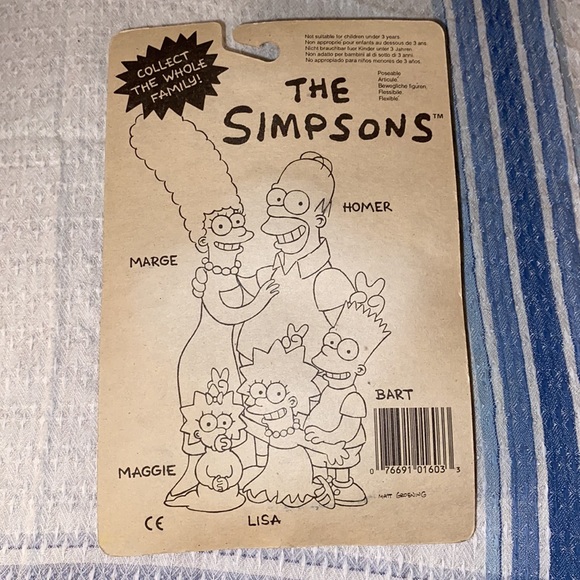 COLLECT
THE WHOLE
FAMILY!
Not suitable for children under 3 years
Non approprié pour enfants au dessous de 3 ans
Nicht brauchbar fuer Kinder unter 3 Jahren
Non adatto per bambini al di sotto di 3 anni
No appropiado para niños menores de 3 años.
Poseable
Articulé
Bewegliche figuren
Flessibile
Flexible
THE
SIMPSONS™
HOMER
MARGE
BART
MAGGIE
0 76691 01603 3
MATT GROENING
CE
LISA